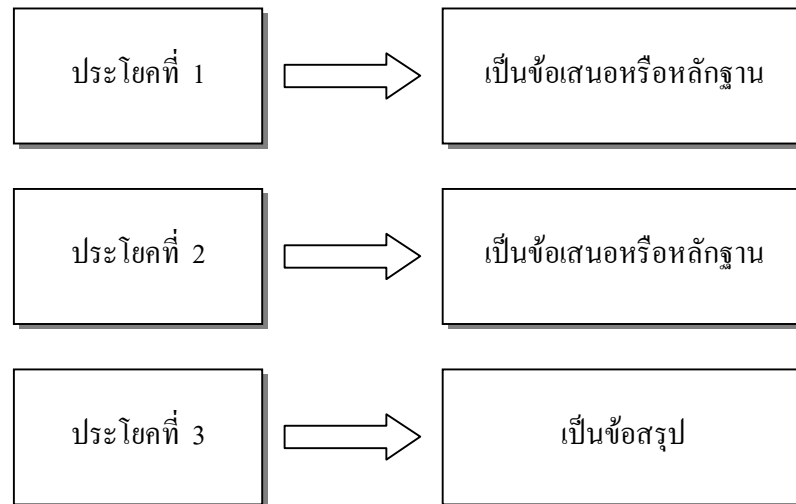 ประโยคที่ 1
เป็นข้อเสนอหรือหลักฐาน
ประโยคที่ 2
เป็นข้อเสนอหรือหลักฐาน
ประโยคที่ 3
เป็นข้อสรุป